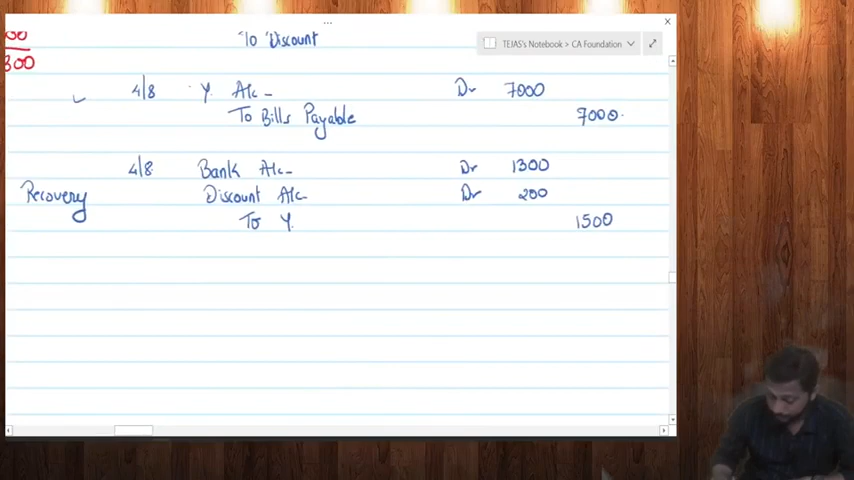 To Discount
TEJAS's Notebook > CA Foundation
300
4/8 Y. A/c - Dr 7000
To Bills Payable 7000.
4/8 Bank A/c - Dr 1300
Recovery Discount A/c Dr 200
To Y. 1500